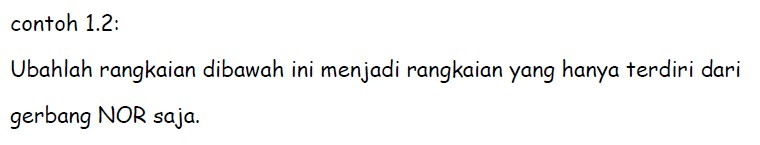 contoh 1.2:
Ubahlah rangkaian dibawah ini menjadi rangkaian yang hanya terdiri dari
gerbang NOR saja.